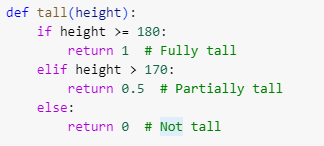 def tall(height):
    if height >= 180:
        return 1  # Fully tall
    elif height > 170:
        return 0.5  # Partially tall
    else:
        return 0  # Not tall